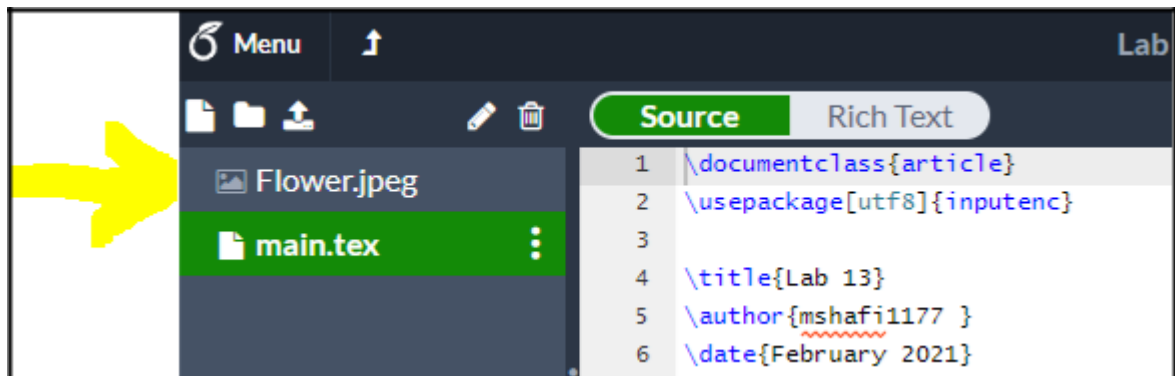 Menu
Lab
Source Rich Text
Flower.jpeg
main.tex
1 \documentclass{article}
2 \usepackage[utf8]{inputenc}
3
4 \title{Lab 13}
5 \author{mshafi1177 }
6 \date{February 2021}